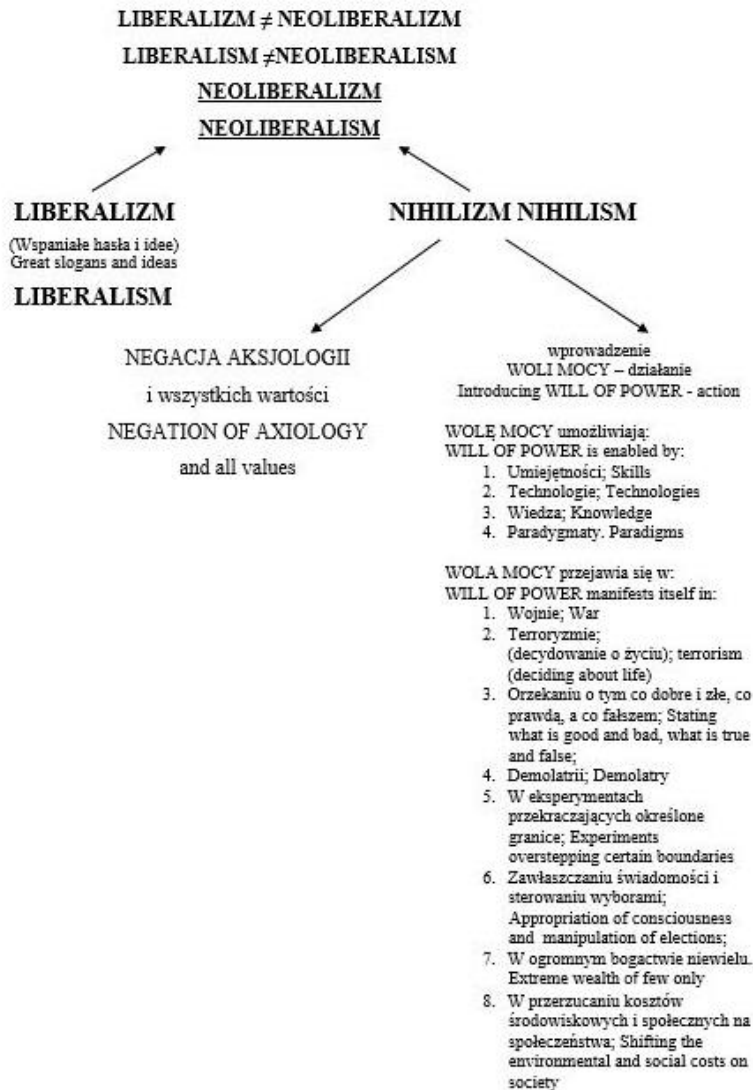 LIBERALIZM ≠ NEOLIBERALIZM
LIBERALISM ≠NEOLIBERALISM
NEOLIBERALIZM
NEOLIBERALISM
LIBERALIZM
(Wspaniałe hasła i idee)
Great slogans and ideas
LIBERALISM
NIHILIZM NIHILISM
NEGACJA AKSJOLOGII
i wszystkich wartości
NEGATION OF AXIOLOGY
and all values
wprowadzenie
WOLI MOCY – działanie
Introducing WILL OF POWER - action
WOLĘ MOCY umożliwiają:
WILL OF POWER is enabled by:
1. Umiejętności; Skills
2. Technologie; Technologies
3. Wiedza; Knowledge
4. Paradygmaty. Paradigms
WOLA MOCY przejawia się w:
WILL OF POWER manifests itself in:
1. Wojnie; War
2. Terroryzmie;
(decydowanie o życiu); terrorism
(deciding about life)
3. Orzekaniu o tym co dobre i złe, co
prawdą, a co fałszem; Stating
what is good and bad, what is true
and false;
4. Demolatrii; Demolatry
5. W eksperymentach
przekraczających określone
granice; Experiments
overstepping certain boundaries
6. Zawłaszczaniu świadomości i
sterowaniu wyborami;
Appropriation of consciousness
and manipulation of elections;
7. W ogromnym bogactwie niewielu.
Extreme wealth of few only
8. W przerzucaniu kosztów
środowiskowych i społecznych na
społeczeństwa; Shifting the
environmental and social costs on
society